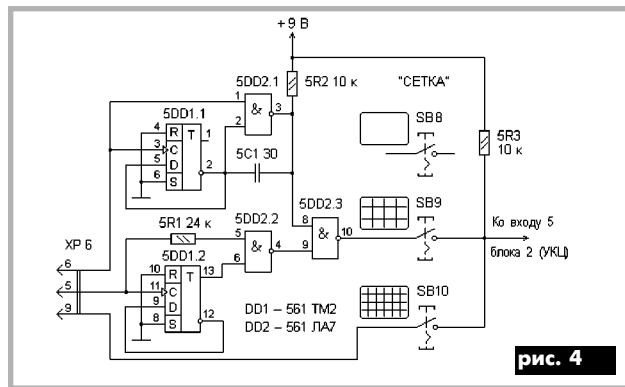 +9 В
5DD2.1
5R2 10 к
"СЕТКА"
1
&
3
2
5DD1.1
SB8
4 R T 1
3 C
5 D 2
6 S
5C1 30
5R3
10 к
5DD2.3
SB9
5DD2.2
8
&
10
9
Ко входу 5
блока 2 (УКЦ)
5R1 24 к
5
&
4
6
XP 6
6
5
9
5DD1.2
10 R T 13
11 C
9 D 12
8 S
SB10
DD1 – 561 ТМ2
DD2 – 561 ЛА7
рис. 4